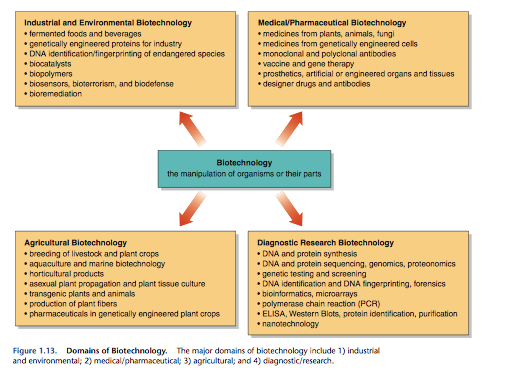 Industrial and Environmental Biotechnology
• fermented foods and beverages
• genetically engineered proteins for industry
• DNA identification/fingerprinting of endangered species
• biocatalysts
• biopolymers
• biosensors, bioterrorism, and biodefense
• bioremediation
Medical/Pharmaceutical Biotechnology
• medicines from plants, animals, fungi
• medicines from genetically engineered cells
• monoclonal and polyclonal antibodies
• vaccine and gene therapy
• prosthetics, artificial or engineered organs and tissues
• designer drugs and antibodies
Biotechnology
the manipulation of organisms or their parts
Agricultural Biotechnology
• breeding of livestock and plant crops
• aquaculture and marine biotechnology
• horticultural products
• asexual plant propagation and plant tissue culture
• transgenic plants and animals
• production of plant fibers
• pharmaceuticals in genetically engineered plant crops
Diagnostic Research Biotechnology
• DNA and protein synthesis
• DNA and protein sequencing, genomics, proteonomics
• genetic testing and screening
• DNA identification and DNA fingerprinting, forensics
• bioinformatics, microarrays
• polymerase chain reaction (PCR)
• ELISA, Western Blots, protein identification, purification
• nanotechnology
Figure 1.13. Domains of Biotechnology. The major domains of biotechnology include 1) industrial
and environmental; 2) medical/pharmaceutical; 3) agricultural; and 4) diagnostic/research.